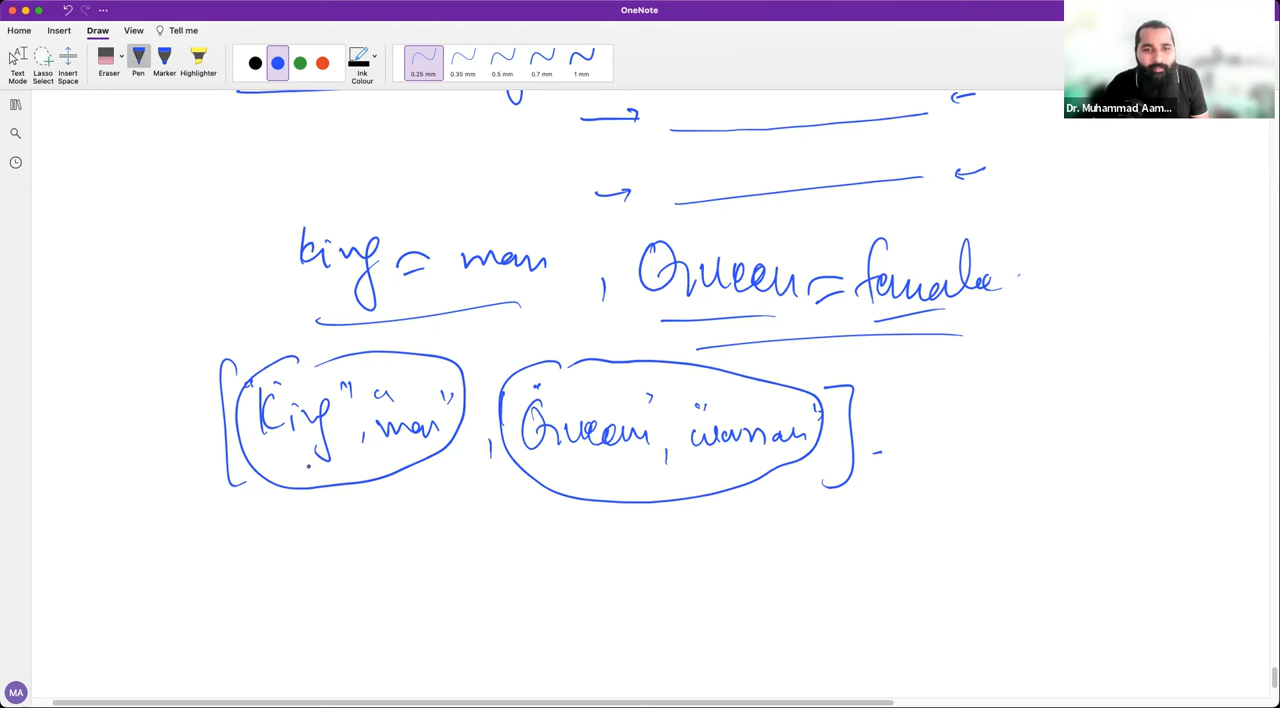 OneNote
Home Insert Draw View Tell me
Text Mode Lasso Select Insert Space Eraser Pen Marker Highlighter Ink Colour 0.25 mm 0.35 mm 0.5 mm 0.7 mm 1 mm
Dr. Muhammad Aam...
king = man , Queen = female
["King", "man", "Queen", "woman"].
MA